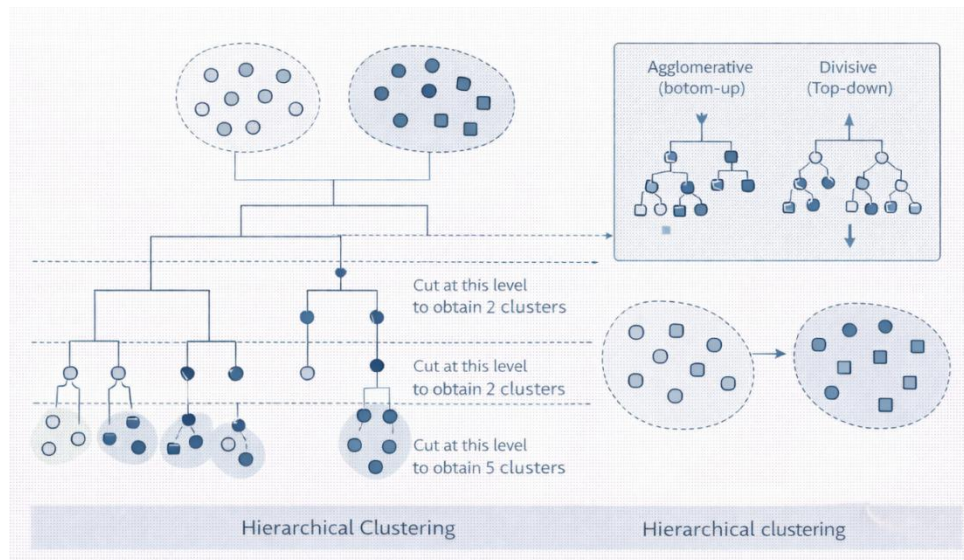 Agglomerative
(botom-up)
Divisive
(Top-down)
Cut at this level
to obtain 2 clusters
Cut at this level
to obtain 2 clusters
Cut at this level
to obtain 5 clusters
Hierarchical Clustering
Hierarchical clustering